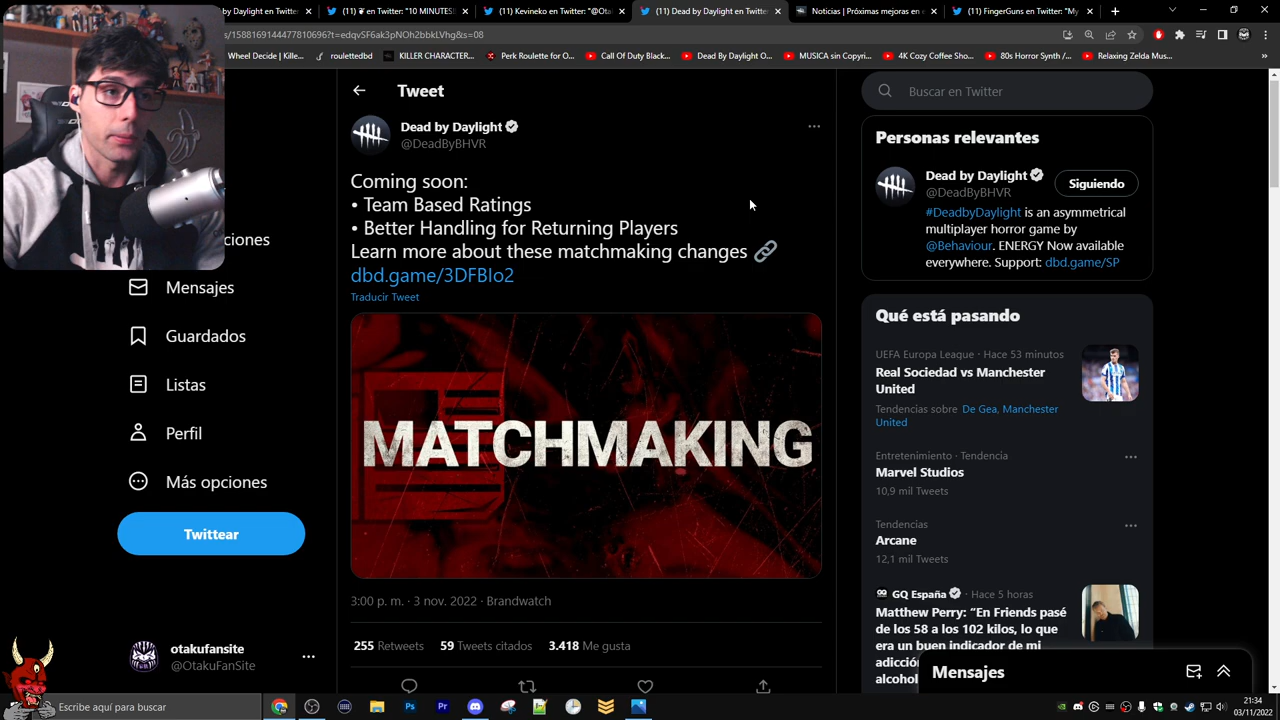 by Daylight en Twitter
(11) ❦ en Twitter: "10 MINUTES
(11) Kevineko en Twitter: "@Ota
(11) Dead by Daylight en Twitter
Noticias | Próximas mejoras en
(11) FingerGuns en Twitter: "My
s/1588169144477810696?t=edqvSF6ak3pNOh2bbkLVhg&s=08
Wheel Decide | Kille...
roulettedbd
KILLER CHARACTER...
Perk Roulette for O...
Call Of Duty Black...
Dead By Daylight O...
MUSICA sin Copyri...
4K Cozy Coffee Sho...
80s Horror Synth /...
Relaxing Zelda Mus...
»
Tweet
Dead by Daylight
@DeadByBHVR
Coming soon:
• Team Based Ratings
• Better Handling for Returning Players
Learn more about these matchmaking changes 🔗
dbd.game/3DFBIo2
Traducir Tweet
MATCHMAKING
3:00 p. m. · 3 nov. 2022 · Brandwatch
255 Retweets 59 Tweets citados 3.418 Me gusta
ciones
Mensajes
Guardados
Listas
Perfil
Más opciones
Twittear
otakufansite
@OtakuFanSite
Buscar en Twitter
Personas relevantes
Dead by Daylight
@DeadByBHVR
Siguiendo
#DeadbyDaylight is an asymmetrical
multiplayer horror game by
@Behaviour. ENERGY Now available
everywhere. Support: dbd.game/SP
Qué está pasando
UEFA Europa League · Hace 53 minutos
Real Sociedad vs Manchester
United
Tendencias sobre De Gea, Manchester
United
Entretenimiento · Tendencia
Marvel Studios
10,9 mil Tweets
Tendencias
Arcane
12,1 mil Tweets
GQ España · Hace 5 horas
Matthew Perry: “En Friends pasé
de los 58 a los 102 kilos, lo que
era un buen indicador de mi
adicció
alcohol
Mensajes
Escribe aquí para buscar
Ps
Pr
21:34
03/11/2022